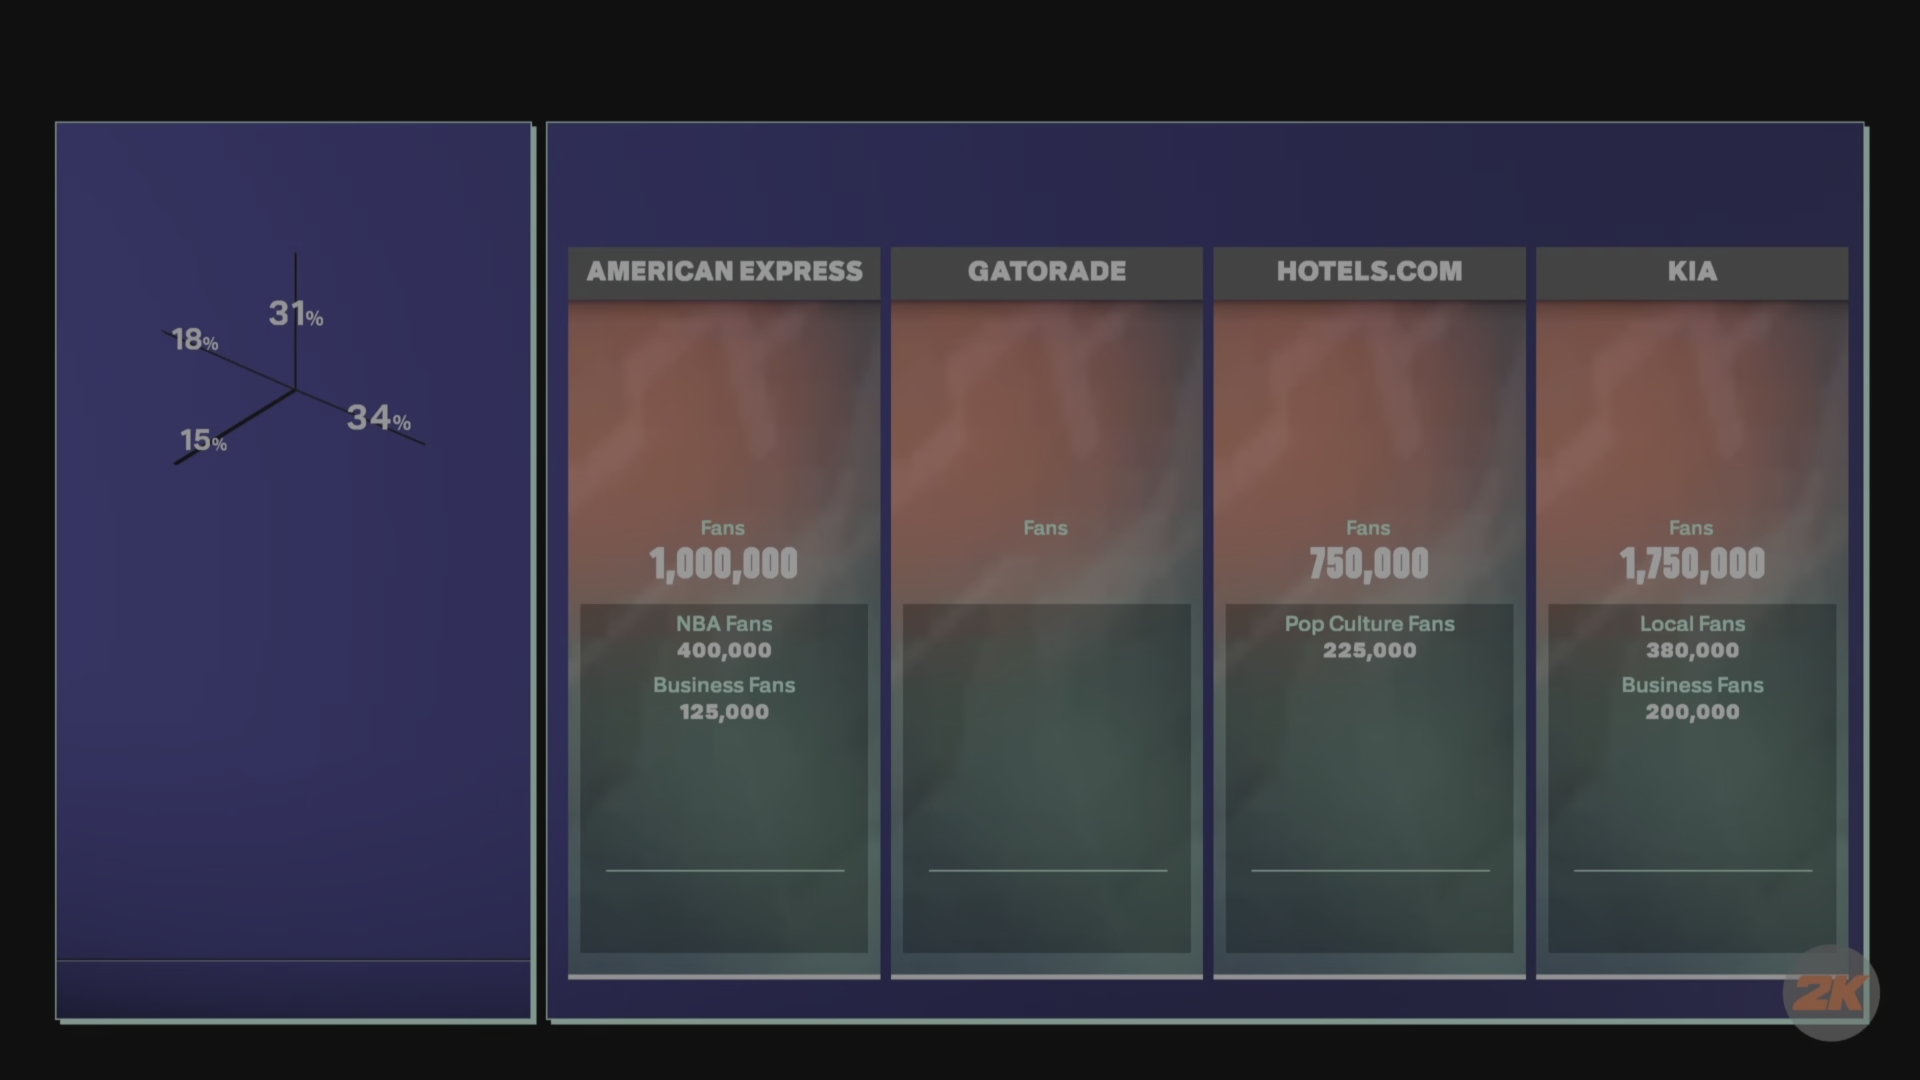 31%
18%
34%
15%
AMERICAN EXPRESS
Fans
1,000,000
NBA Fans
400,000
Business Fans
125,000
GATORADE
Fans
HOTELS.COM
Fans
750,000
Pop Culture Fans
225,000
KIA
Fans
1,750,000
Local Fans
380,000
Business Fans
200,000
2K